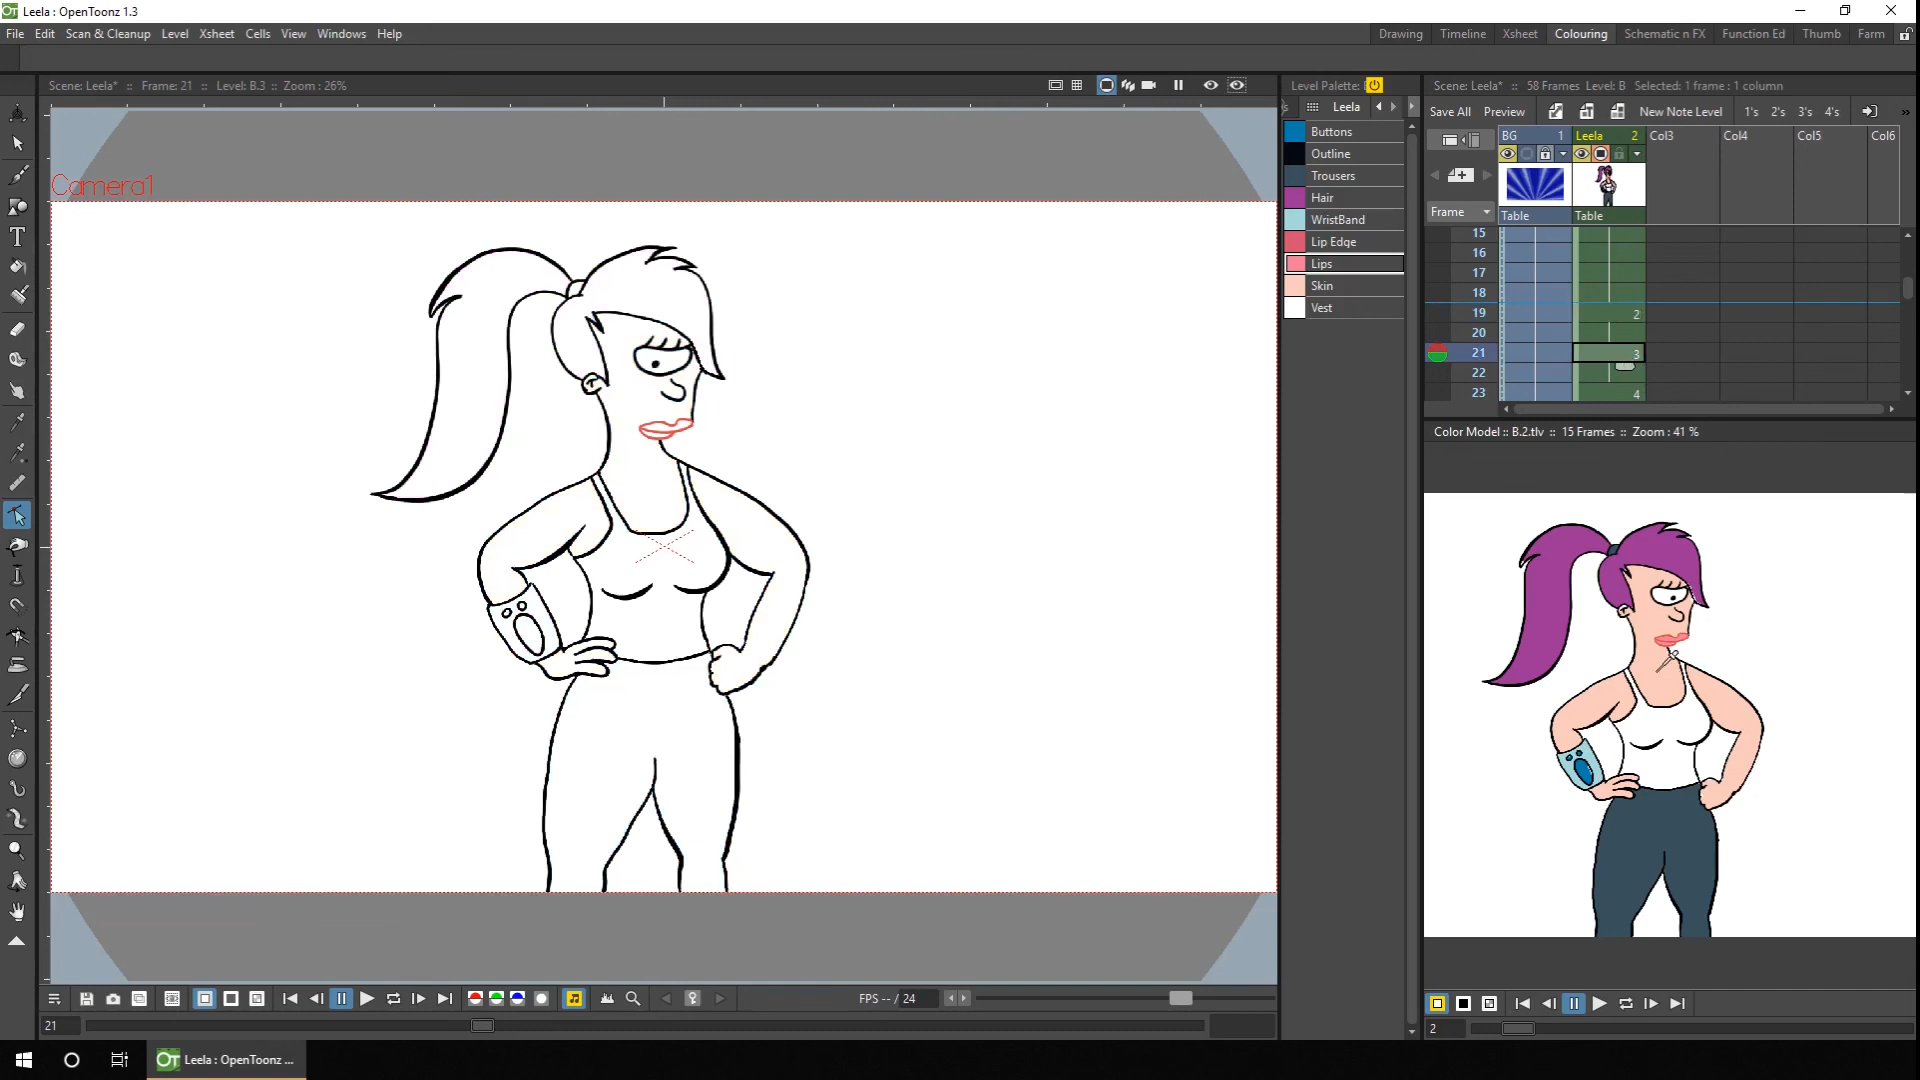 Leela : OpenToonz 1.3
File Edit Scan & Cleanup Level Xsheet Cells View Windows Help
Drawing Timeline Xsheet Colouring Schematic n FX Function Ed Thumb Farm
Scene: Leela* :: Frame: 21 :: Level: B.3 :: Zoom : 26%
Camera1
Level Palette:
Leela
Buttons
Outline
Trousers
Hair
WristBand
Lip Edge
Lips
Skin
Vest
Scene: Leela* :: 58 Frames Level: B Selected: 1 frame : 1 column
Save All Preview New Note Level 1's 2's 3's 4's »
BG 1 Leela 2 Col3 Col4 Col5 Col6
Frame Table Table
15
16
17
18
19 2
20
21 3
22
23 4
Color Model :: B.2.tlv :: 15 Frames :: Zoom : 41 %
FPS -- / 24
21
2
Leela : OpenToonz ...